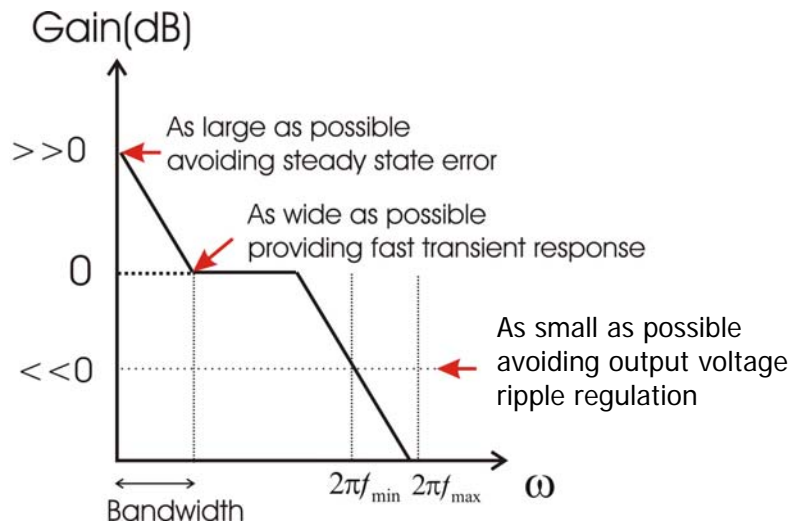 Gain(dB)
>>0
As large as possible
avoiding steady state error
As wide as possible
providing fast transient response
0
As small as possible
avoiding output voltage
ripple regulation
<<0
2πf_min
2πf_max
ω
Bandwidth